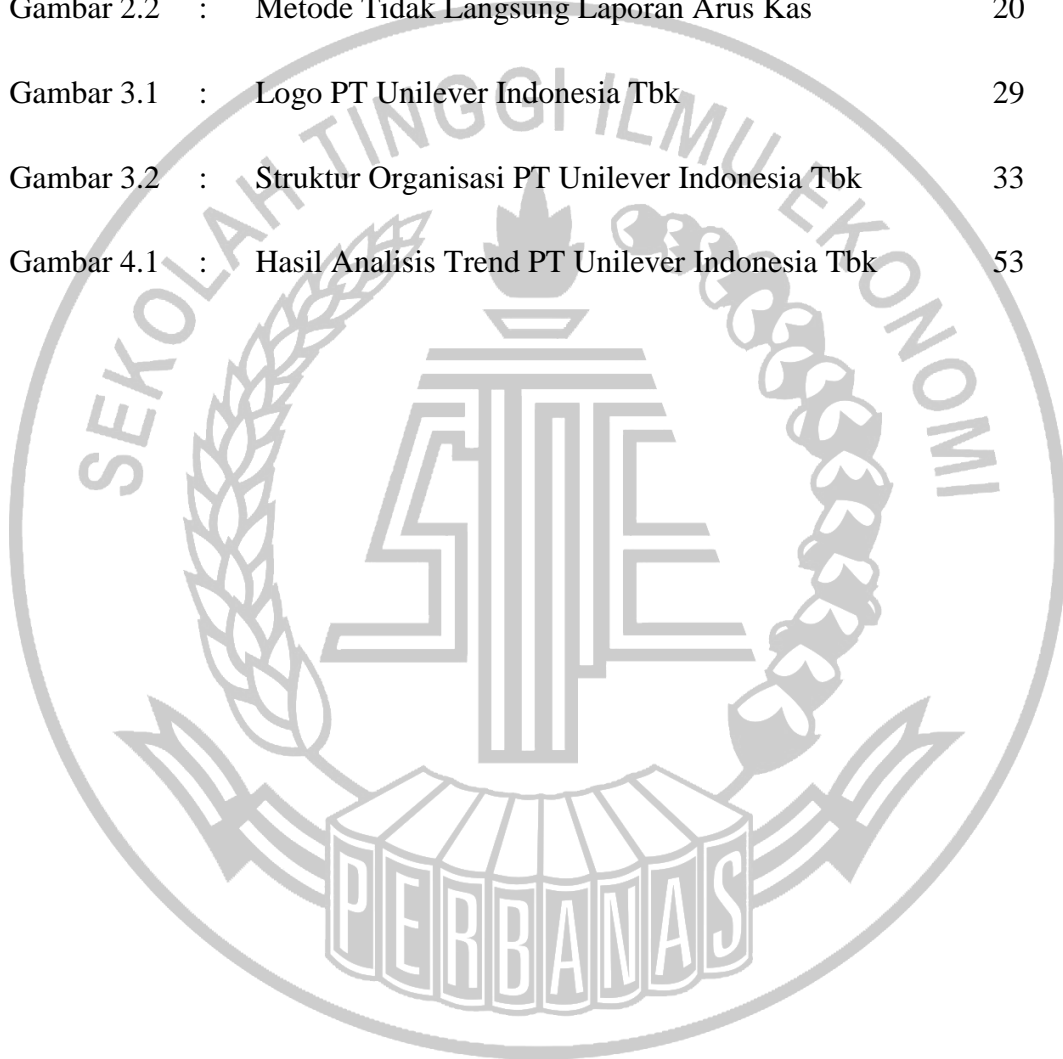 Gambar 2.2 : Metode Tidak Langsung Laporan Arus Kas 20
Gambar 3.1 : Logo PT Unilever Indonesia Tbk 29
Gambar 3.2 : Struktur Organisasi PT Unilever Indonesia Tbk 33
Gambar 4.1 : Hasil Analisis Trend PT Unilever Indonesia Tbk 53
SEKOLAH TINGGI ILMU EKONOMI
STIE
PERBANAS